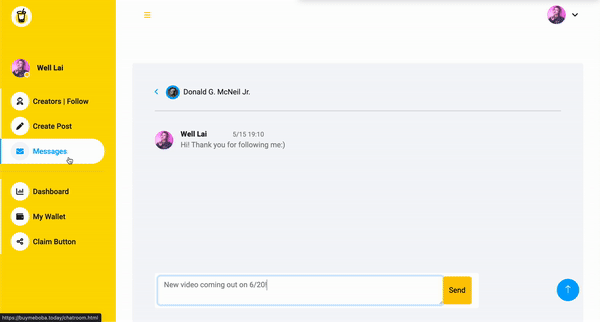 Well Lai
Creators | Follow
Create Post
Messages
Dashboard
My Wallet
Claim Button
Donald G. McNeil Jr.
Well Lai 5/15 19:10
Hi! Thank you for following me:)
New video coming out on 6/20!
Send
https://buymeboba.today/chatroom.html